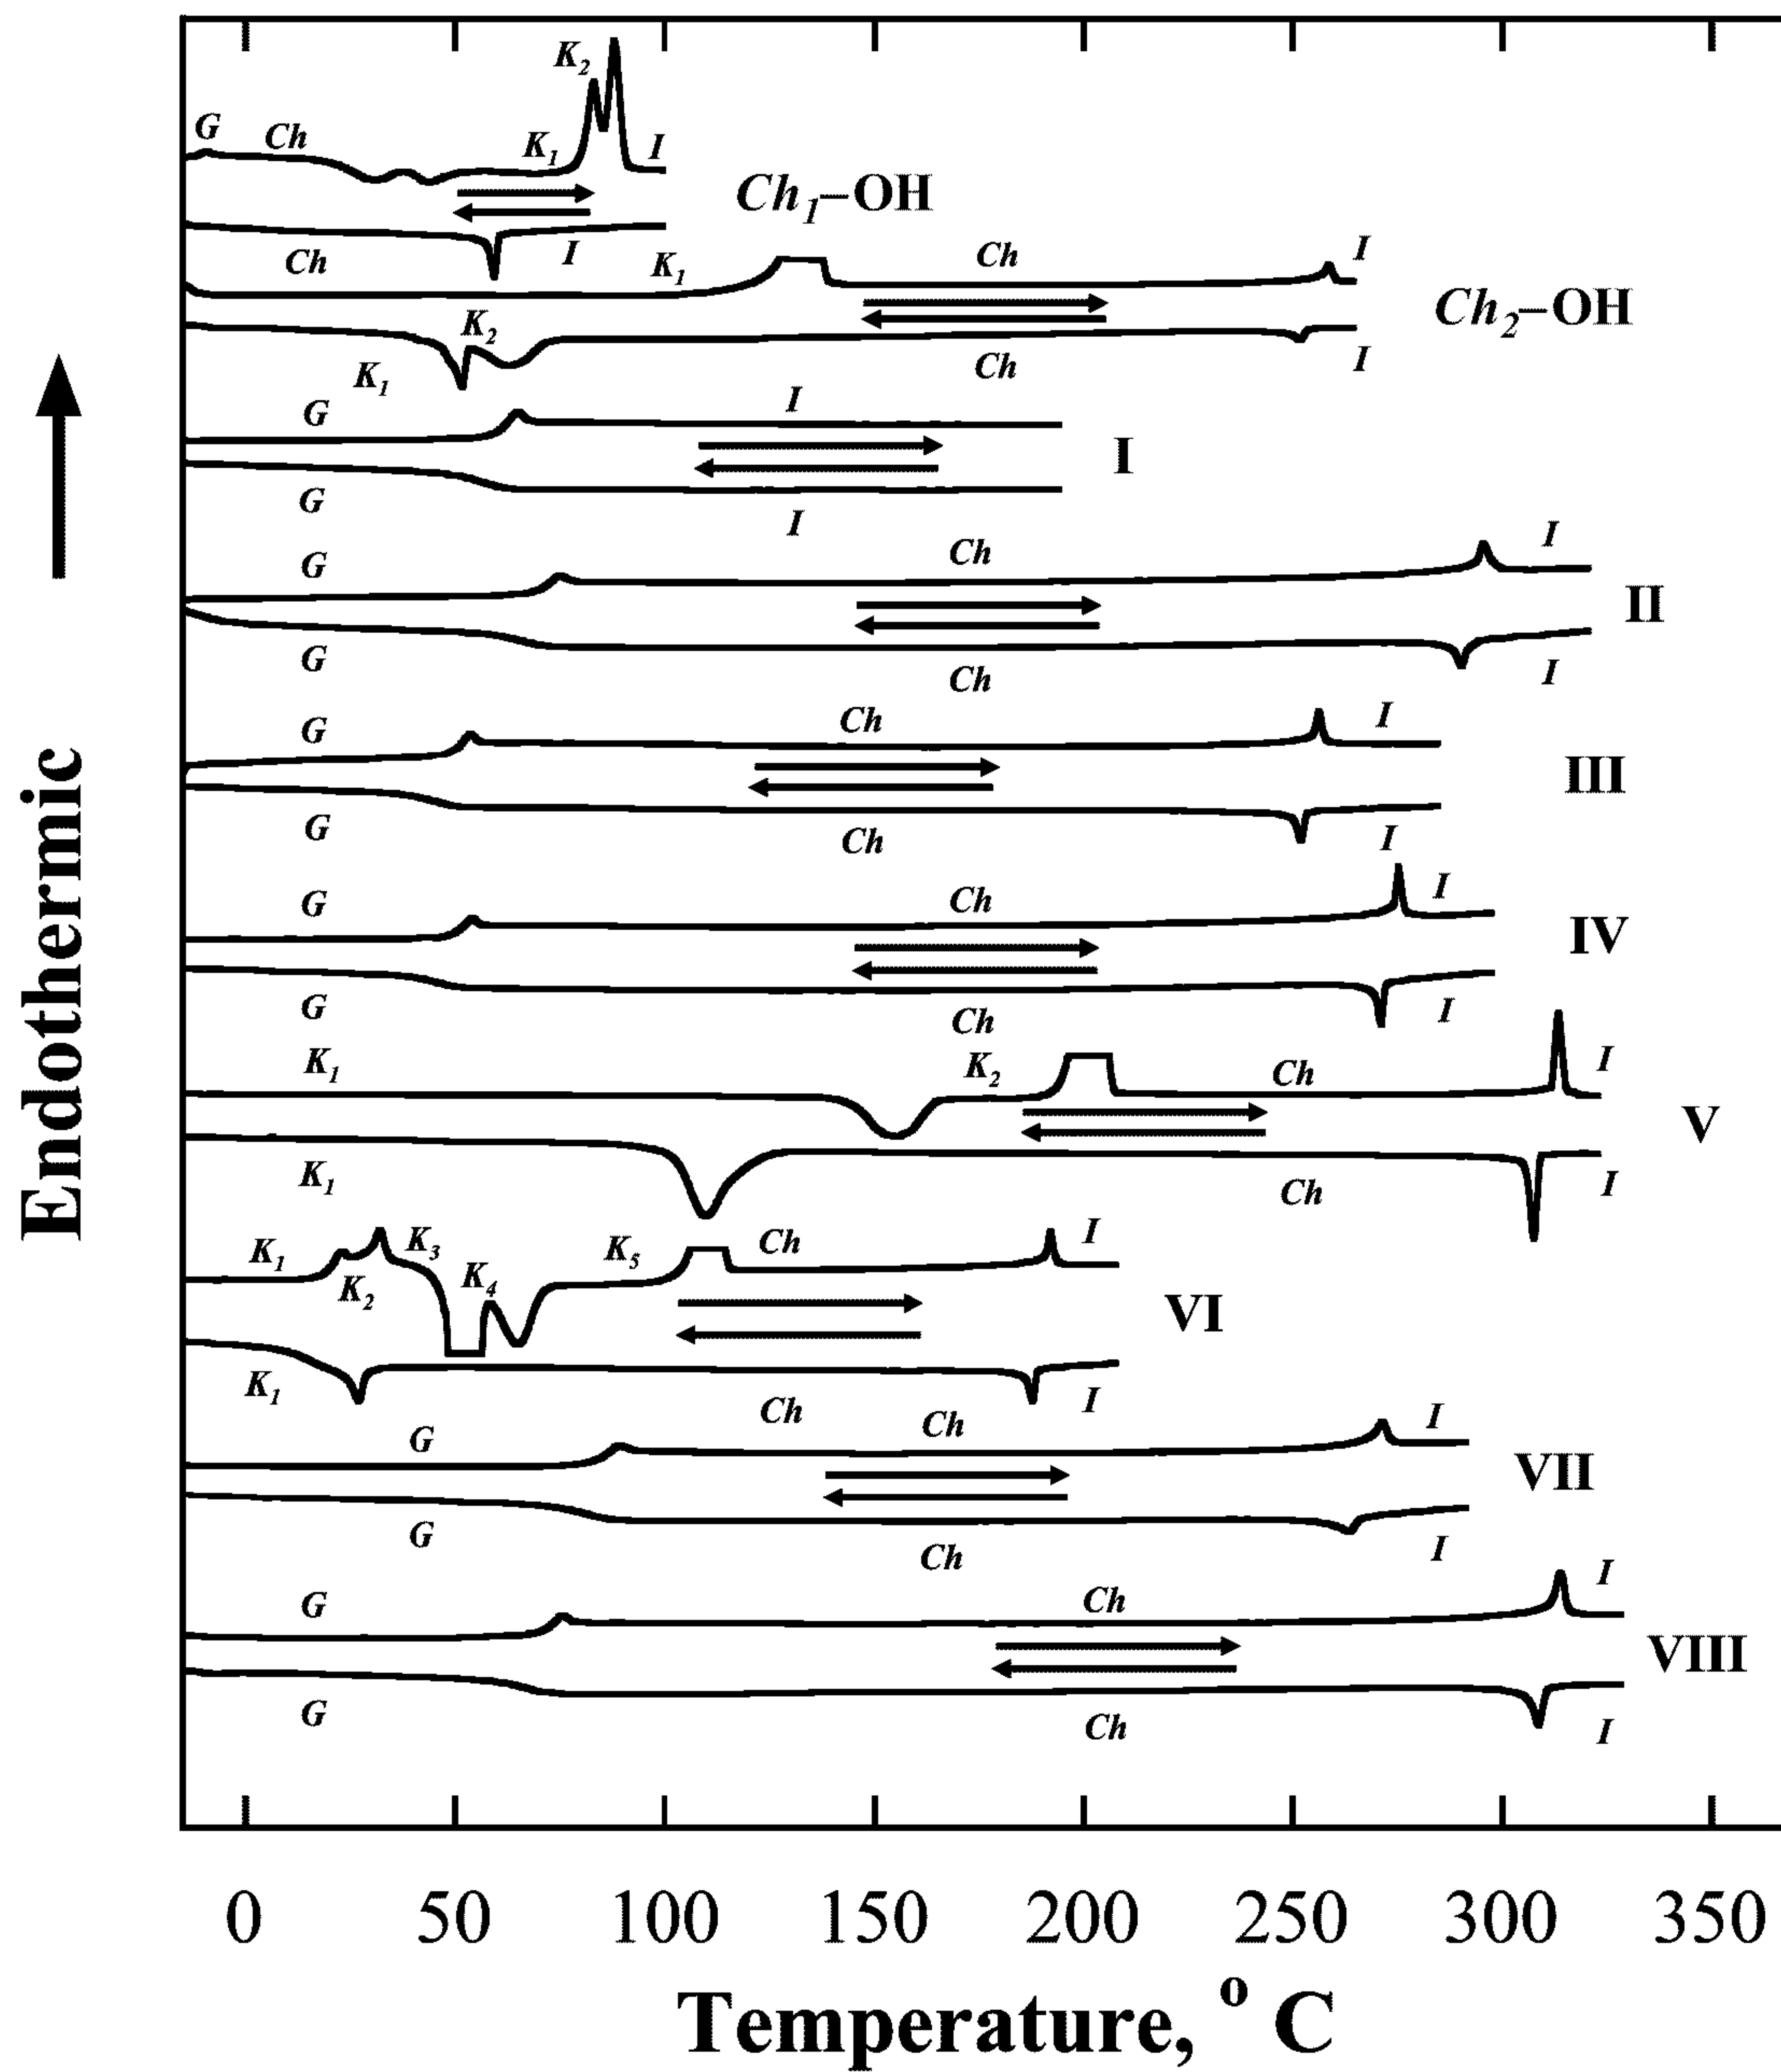 K₂
G Ch K₁ I
Ch₁–OH
Ch I K₁ Ch I
Ch₂–OH
K₂
K₁ Ch I
G I
I
G I
G Ch I
II
G Ch I
G Ch I
III
G Ch I
G Ch I
IV
G Ch I
K₁ K₂ Ch I
V
K₁ Ch I
K₁ K₂ K₃ K₄ K₅ Ch I
VI
K₁ Ch I
G Ch I
VII
G Ch I
G Ch I
VIII
G Ch I
Endothermic
0 50 100 150 200 250 300 350
Temperature, ° C